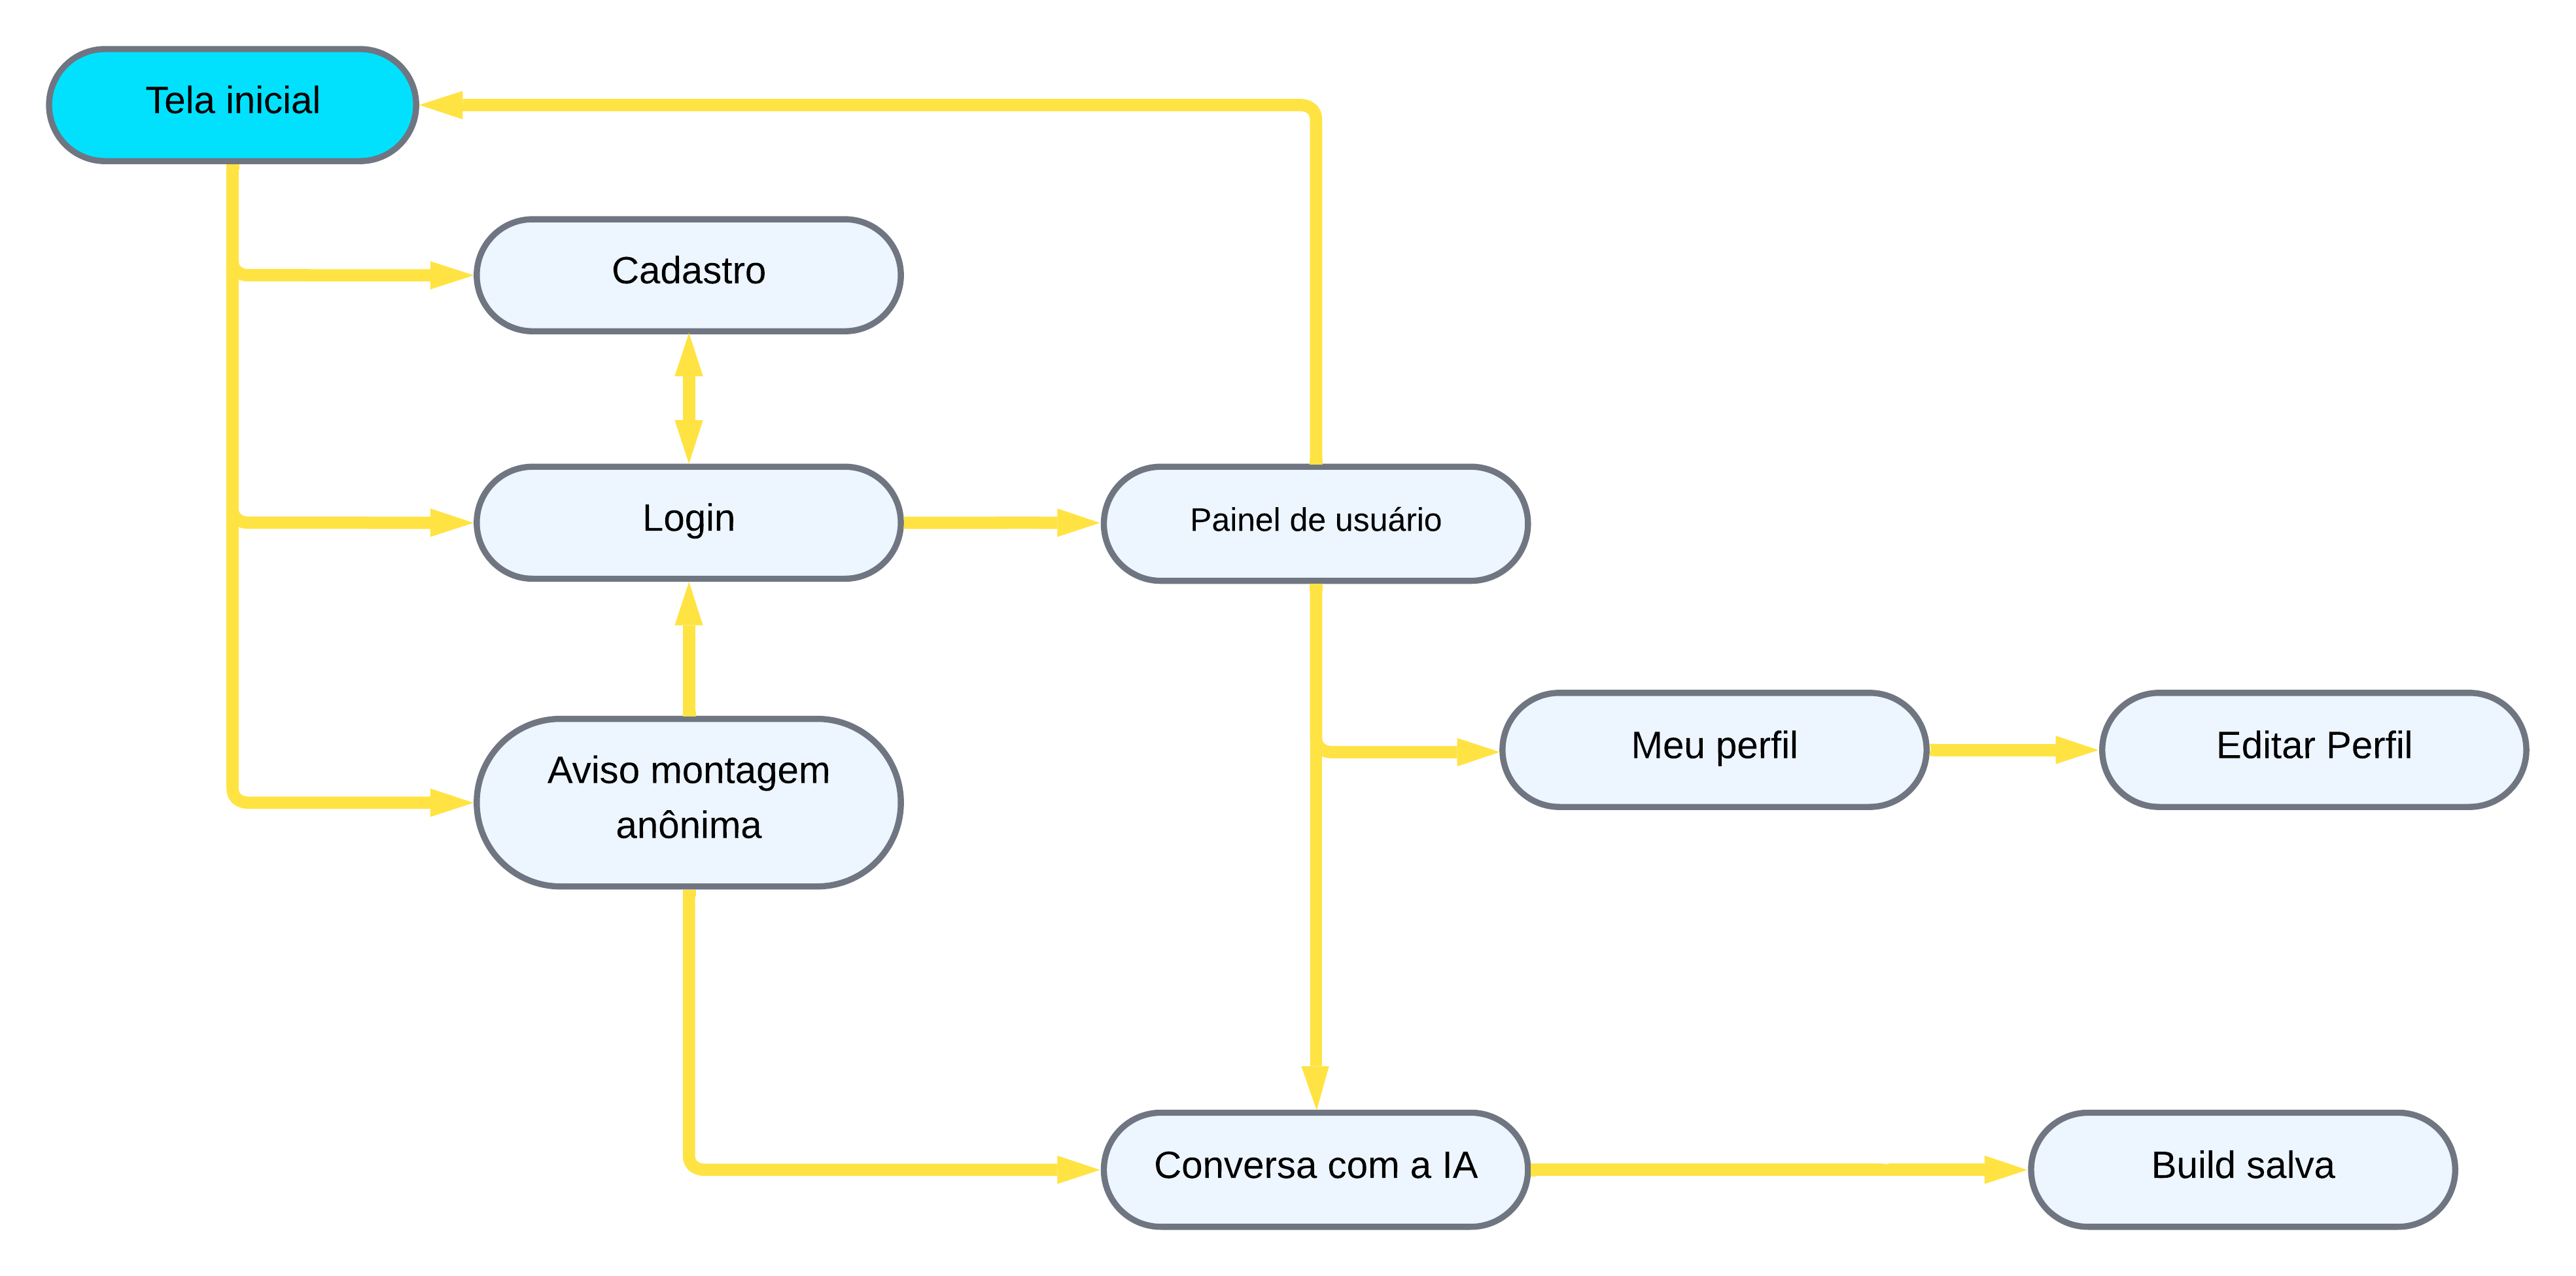 Tela inicial
Cadastro
Login
Painel de usuário
Aviso montagem
anônima
Meu perfil
Editar Perfil
Conversa com a IA
Build salva